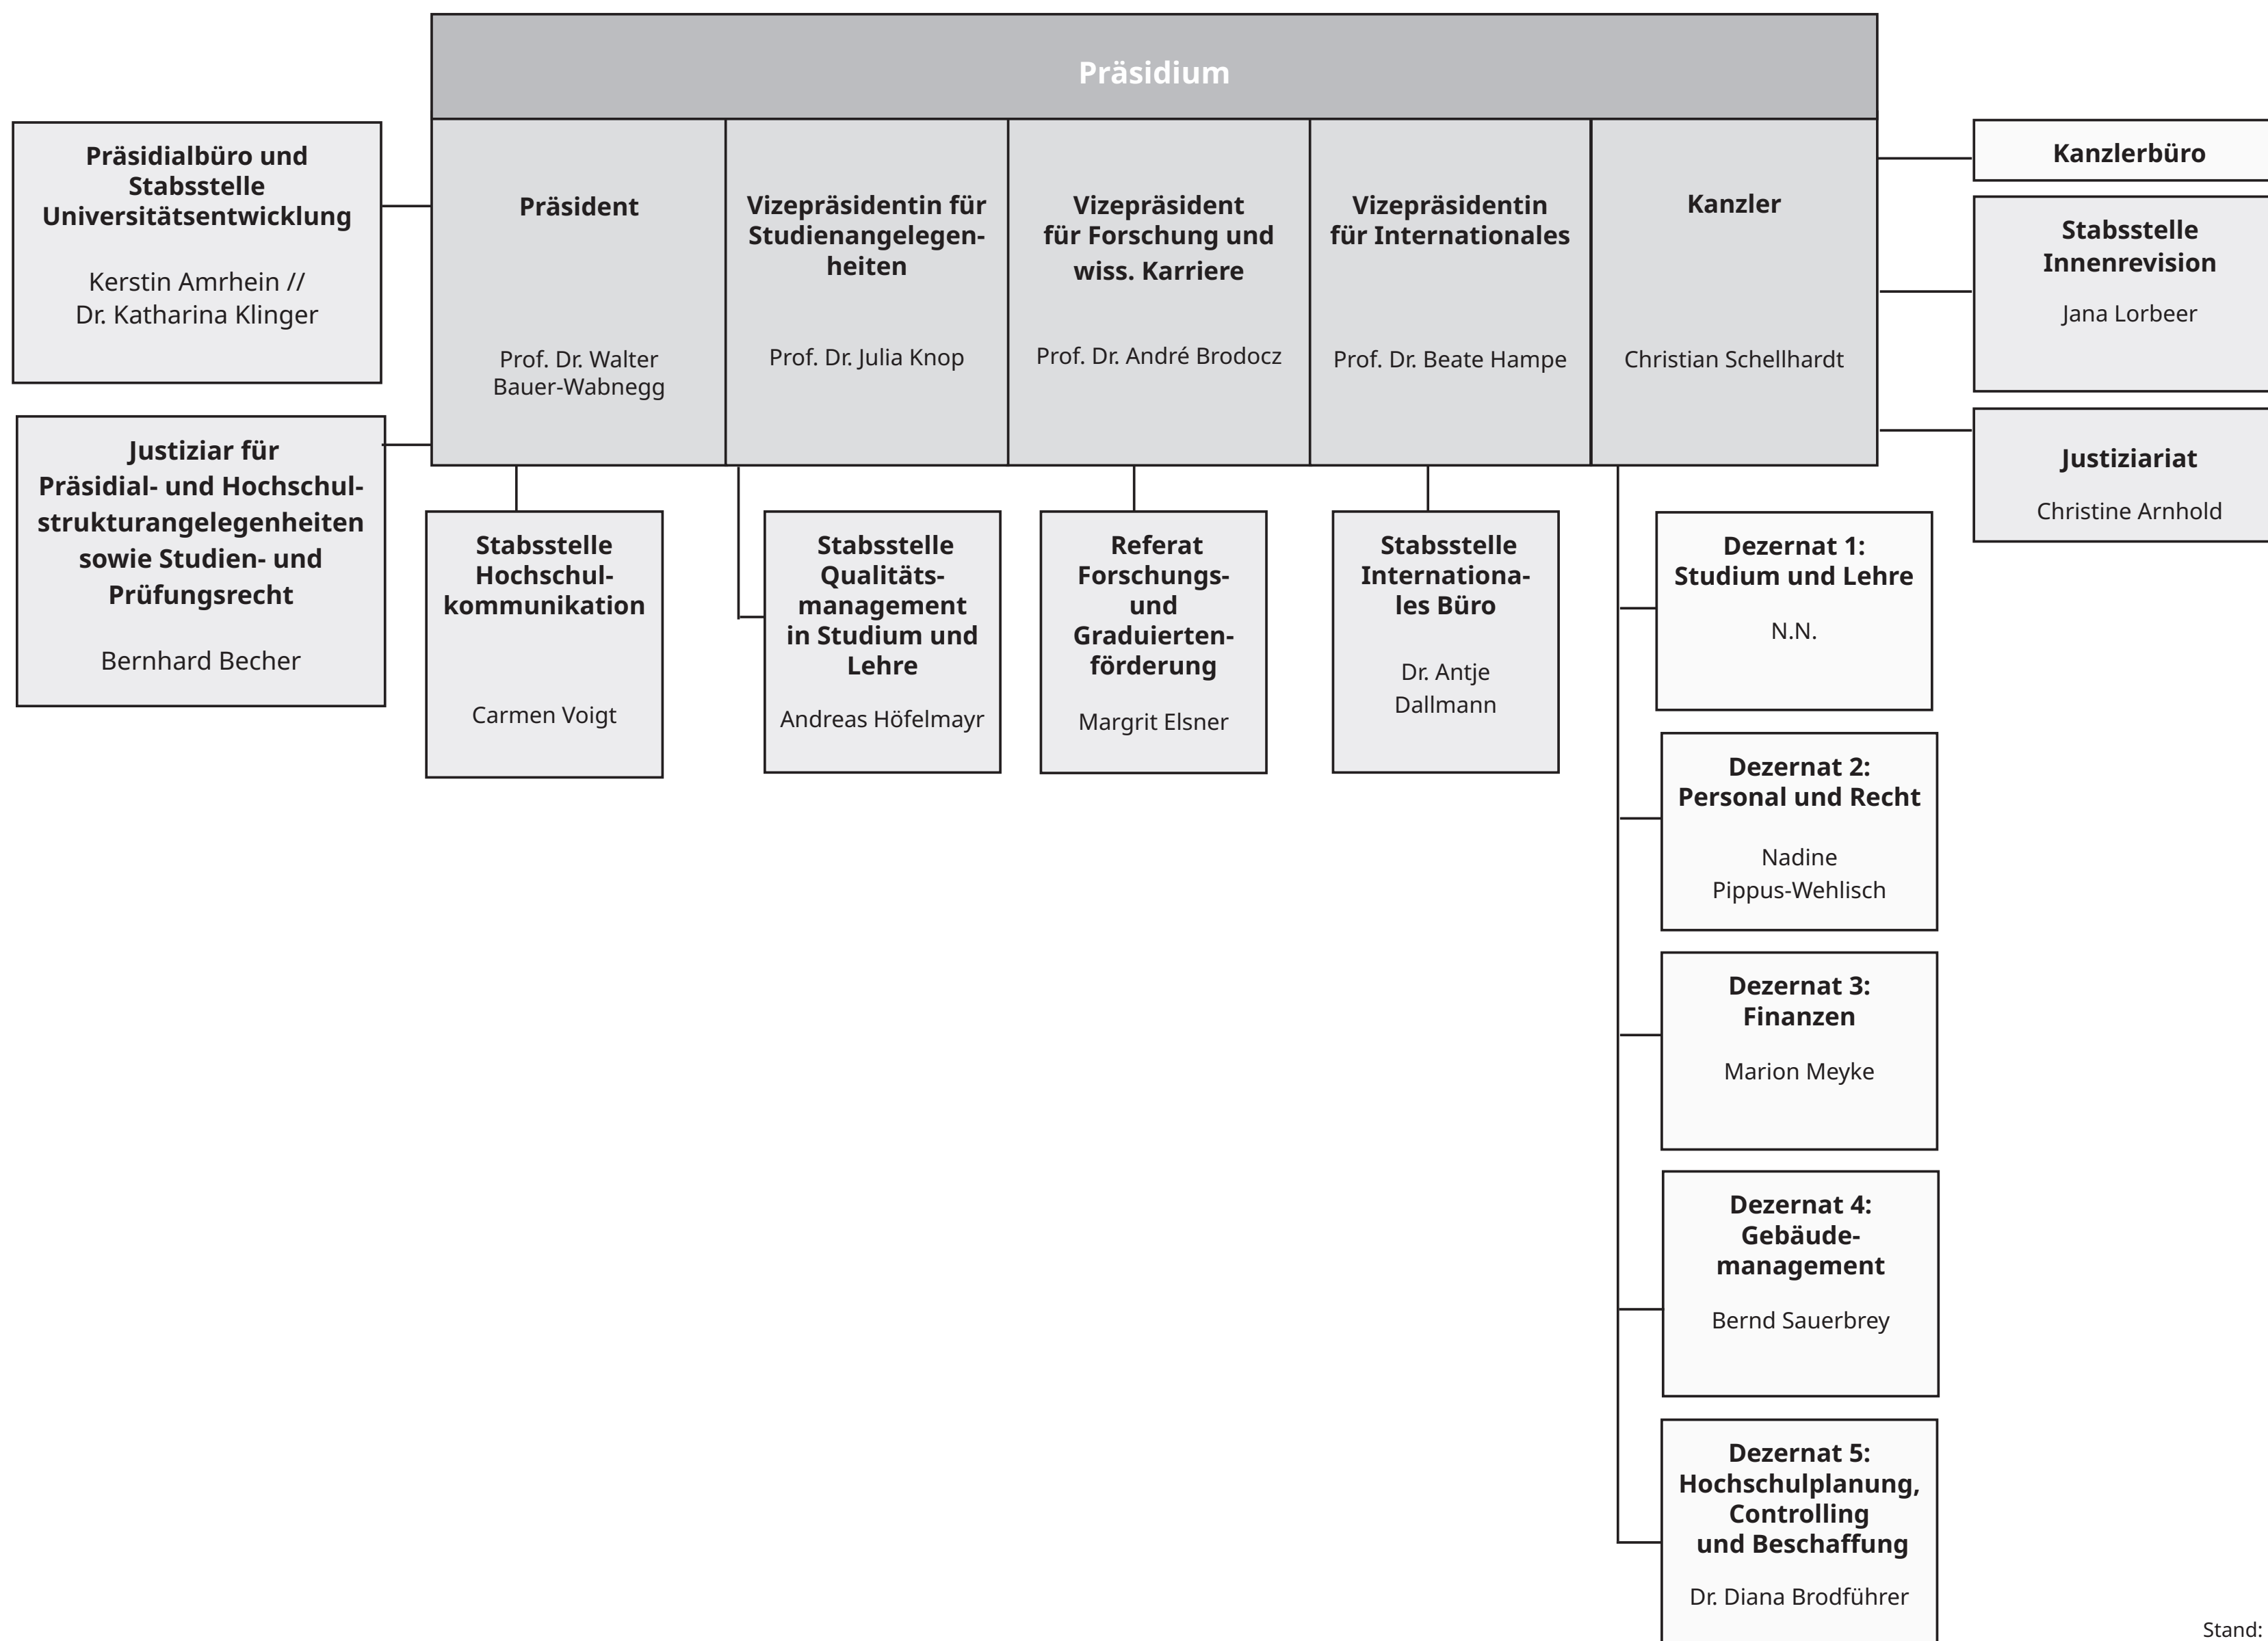 Präsidium
Präsidialbüro und
Stabsstelle
Universitätsentwicklung
Kerstin Amrhein //
Dr. Katharina Klinger
Justiziar für
Präsidial- und Hochschul-
strukturangelegenheiten
sowie Studien- und
Prüfungsrecht
Bernhard Becher
Präsident
Prof. Dr. Walter
Bauer-Wabnegg
Vizepräsidentin für
Studienangelegen-
heiten
Prof. Dr. Julia Knop
Vizepräsident
für Forschung und
wiss. Karriere
Prof. Dr. André Brodocz
Vizepräsidentin
für Internationales
Prof. Dr. Beate Hampe
Kanzler
Christian Schellhardt
Kanzlerbüro
Stabsstelle
Innenrevision
Jana Lorbeer
Justiziariat
Christine Arnhold
Stabsstelle
Hochschul-
kommunikation
Carmen Voigt
Stabsstelle
Qualitäts-
management
in Studium und
Lehre
Andreas Höfelmayr
Referat
Forschungs-
und
Graduierten-
förderung
Margrit Elsner
Stabsstelle
Internationa-
les Büro
Dr. Antje
Dallmann
Dezernat 1:
Studium und Lehre
N.N.
Dezernat 2:
Personal und Recht
Nadine
Pippus-Wehlisch
Dezernat 3:
Finanzen
Marion Meyke
Dezernat 4:
Gebäude-
management
Bernd Sauerbrey
Dezernat 5:
Hochschulplanung,
Controlling
und Beschaffung
Dr. Diana Brodführer
Stand: